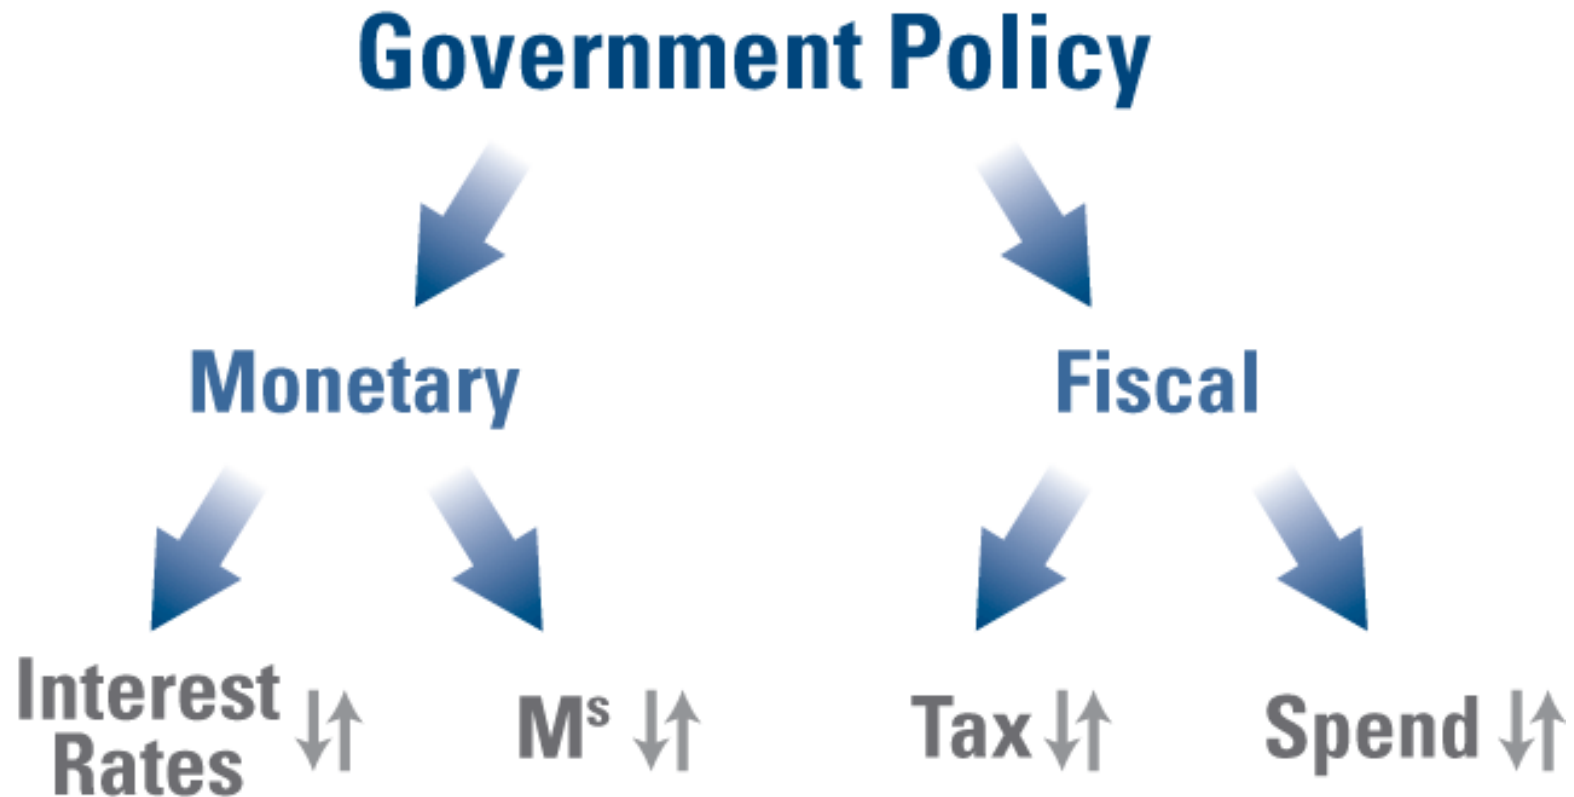 Government Policy
Monetary
Fiscal
Interest
Rates
Mˢ
Tax
Spend